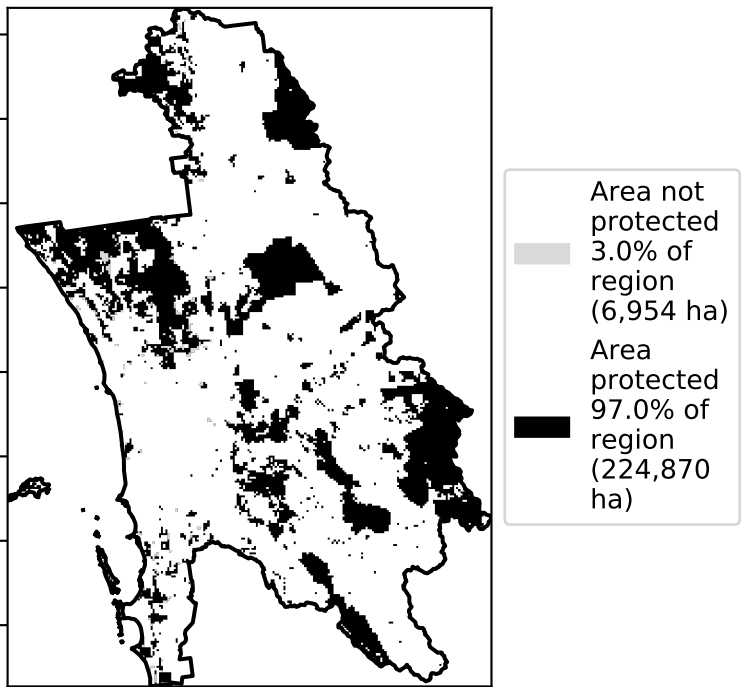 Area not
protected
3.0% of
region
(6,954 ha)
Area
protected
97.0% of
region
(224,870
ha)